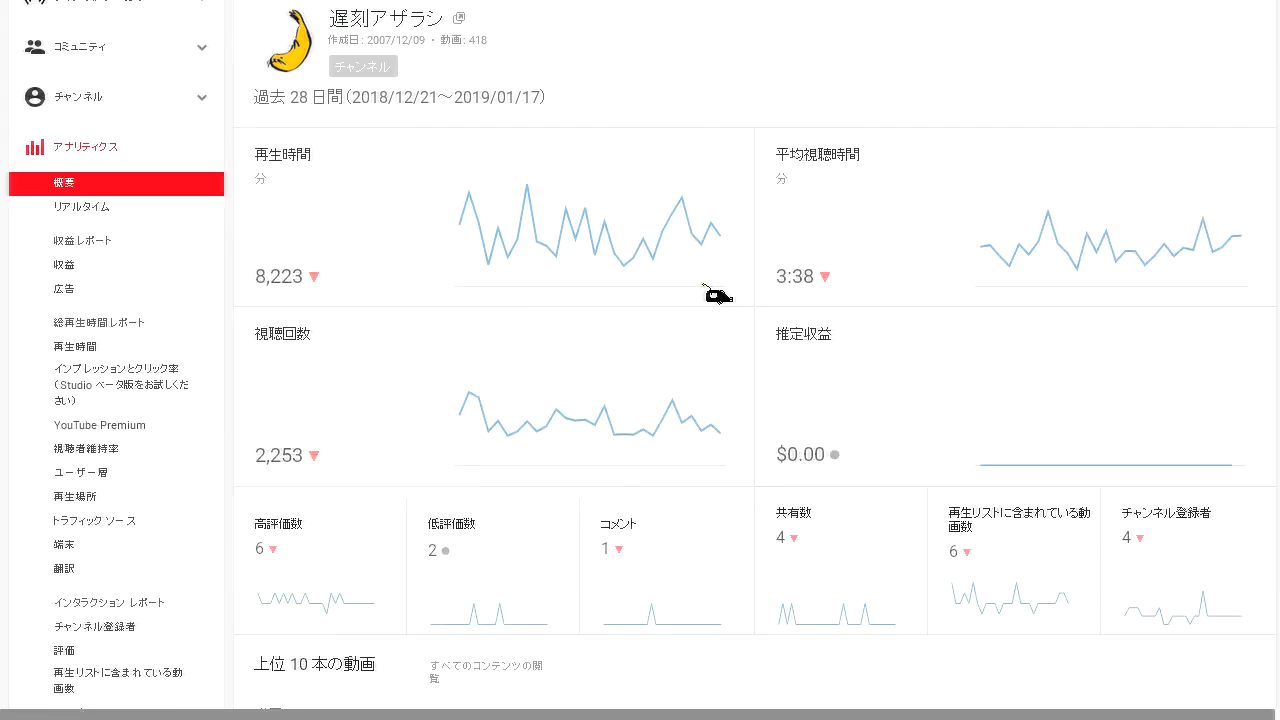 遅刻アザラシ
作成日: 2007/12/09 ・ 動画: 418
チャンネル
過去 28 日間（2018/12/21～2019/01/17）
コミュニティ
チャンネル
アナリティクス
概要
リアルタイム
収益レポート
収益
広告
総再生時間レポート
再生時間
インプレッションとクリック率
（Studio ベータ版をお試しくだ
さい）
YouTube Premium
視聴者維持率
ユーザー層
再生場所
トラフィック ソース
端末
翻訳
インタラクション レポート
チャンネル登録者
評価
再生リストに含まれている動
画数
再生時間
分
8,223
平均視聴時間
分
3:38
視聴回数
2,253
推定収益
$0.00
高評価数
6
低評価数
2
コメント
1
共有数
4
再生リストに含まれている動
画数
6
チャンネル登録者
4
上位 10 本の動画
すべてのコンテンツの閲
覧